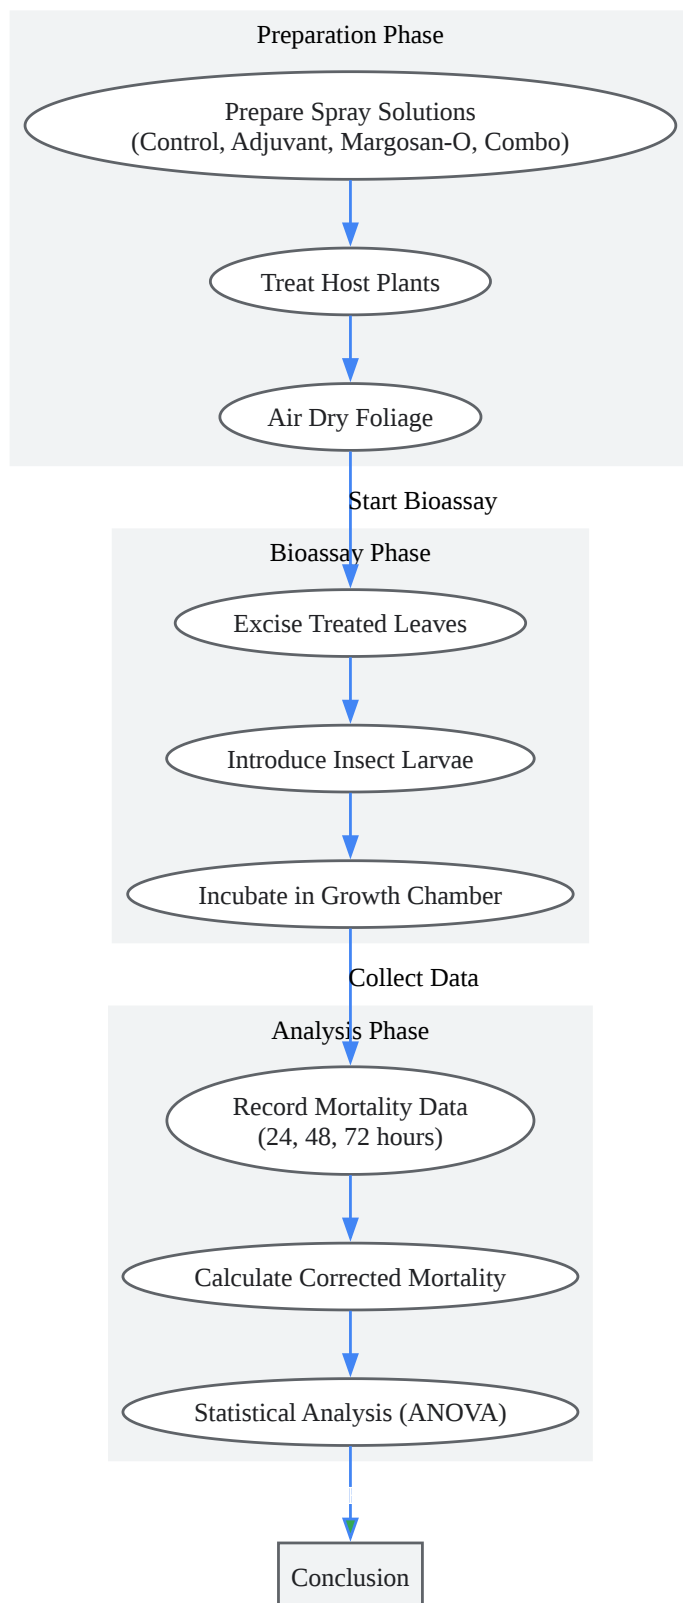 Preparation Phase
Prepare Spray Solutions
(Control, Adjuvant, Margosan-O, Combo)
Treat Host Plants
Air Dry Foliage
Start Bioassay
Bioassay Phase
Excise Treated Leaves
Introduce Insect Larvae
Incubate in Growth Chamber
Collect Data
Analysis Phase
Record Mortality Data
(24, 48, 72 hours)
Calculate Corrected Mortality
Statistical Analysis (ANOVA)
Conclusion